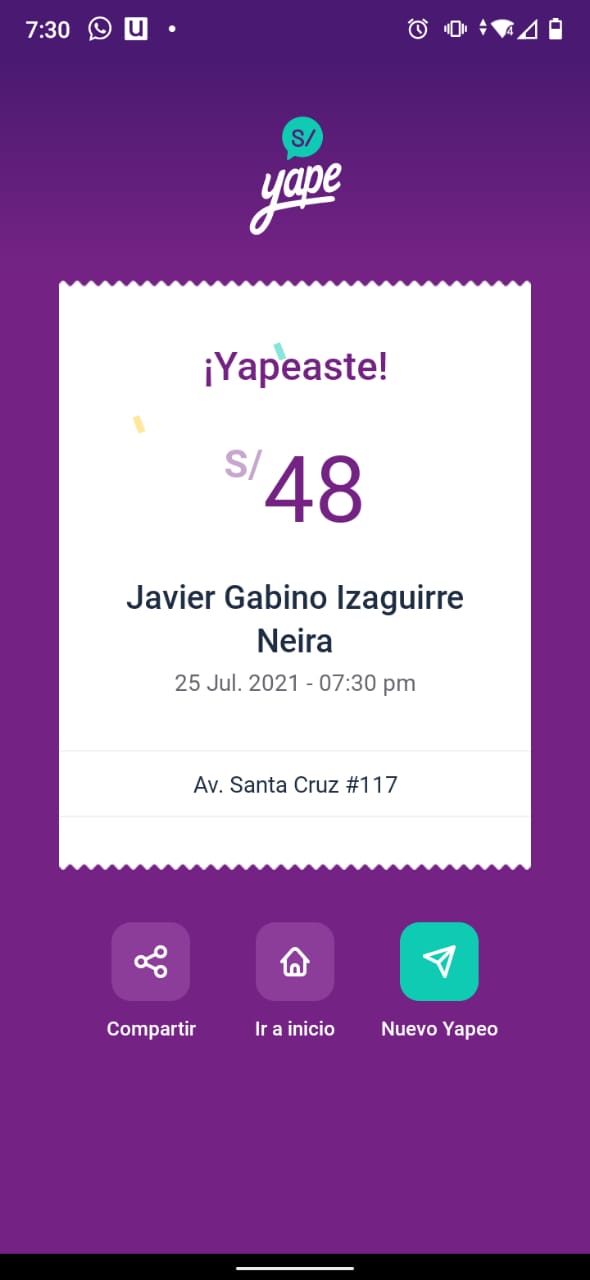 7:30
S/
yape
¡Yapeaste!
S/48
Javier Gabino Izaguirre
Neira
25 Jul. 2021 - 07:30 pm
Av. Santa Cruz #117
Compartir
Ir a inicio
Nuevo Yapeo